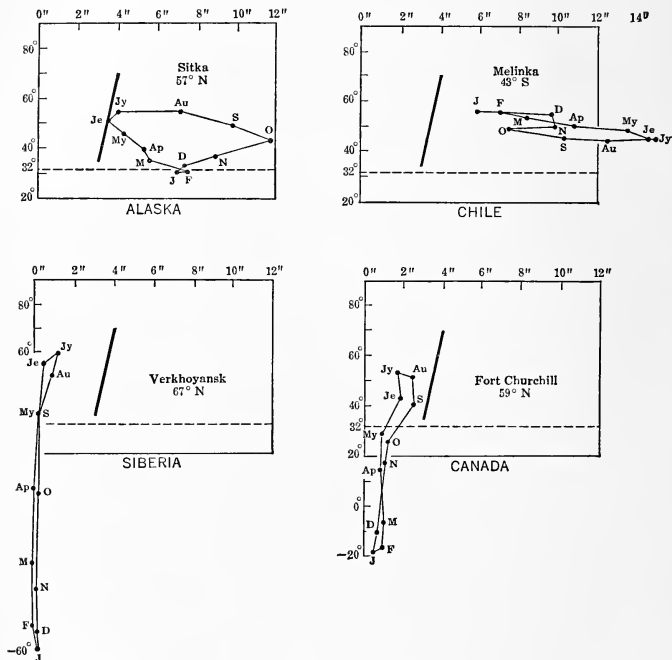 0" 2" 4" 6" 8" 10" 12"
80°
60°
40°
32°
20°
Sitka
57° N
Jy
Au
S
O
Je
My
Ap
M
D
N
J
F
ALASKA
0" 2" 4" 6" 8" 10" 12" 14"
80°
60°
40°
32°
20°
Melinka
43° S
J
F
D
M
Ap
My
Je
Jy
O
N
S
Au
CHILE
0" 2" 4" 6" 8" 10" 12"
80°
60°
Jy
Je
Au
Verkhoyansk
67° N
My
S
SIBERIA
Ap
O
M
N
F
D
J
−60°
0" 2" 4" 6" 8" 10" 12"
80°
60°
40°
32°
20°
0°
−20°
Jy
Au
Je
S
Fort Churchill
59° N
My
O
N
Ap
CANADA
D
M
J
F